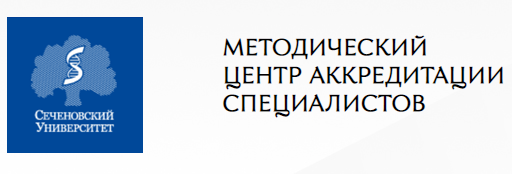 Сеченовский
Университет
МЕТОДИЧЕСКИЙ
ЦЕНТР АККРЕДИТАЦИИ
СПЕЦИАЛИСТОВ